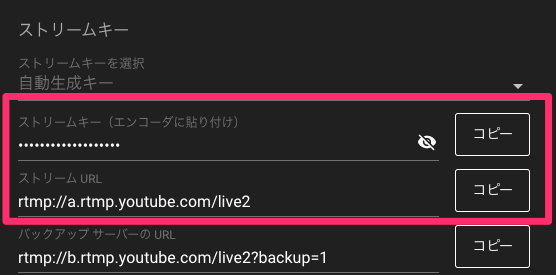 ストリームキー
ストリームキーを選択
自動生成キー
ストリームキー（エンコーダに貼り付け）
•••••••••••••••••••
コピー
ストリーム URL
rtmp://a.rtmp.youtube.com/live2
コピー
バックアップ サーバーの URL
rtmp://b.rtmp.youtube.com/live2?backup=1
コピー